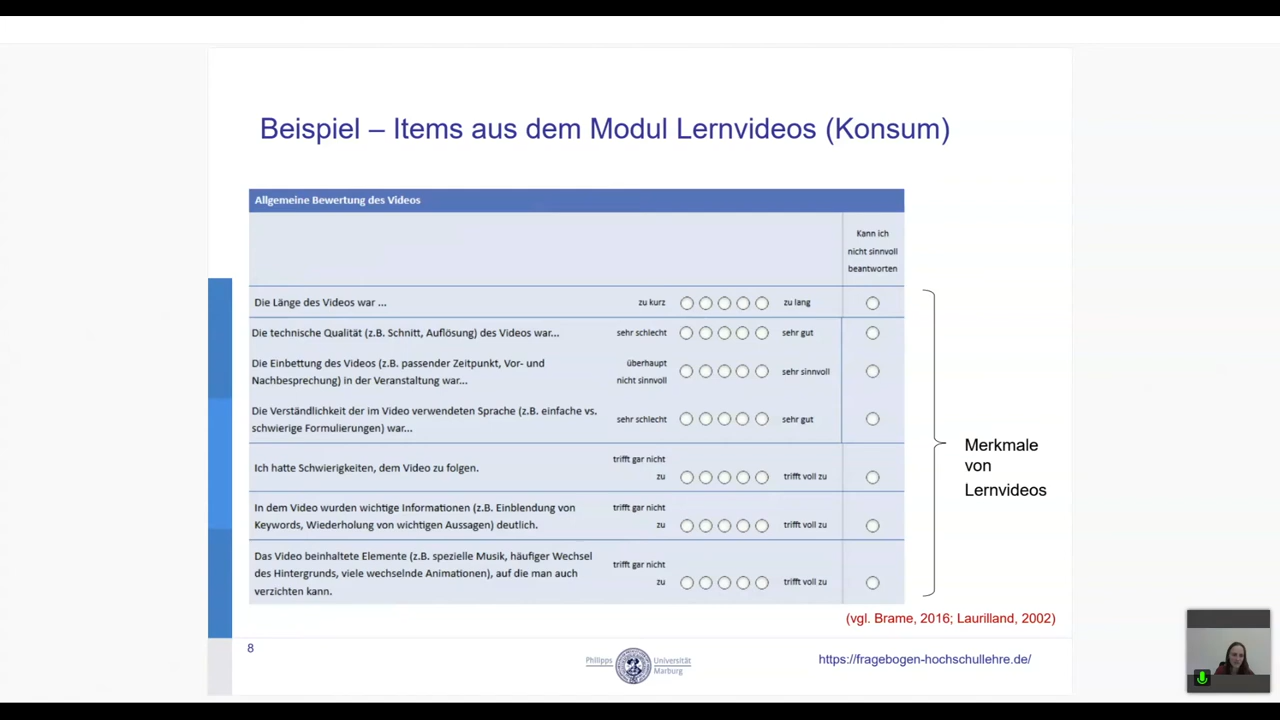 Beispiel – Items aus dem Modul Lernvideos (Konsum)
Allgemeine Bewertung des Videos
Kann ich
nicht sinnvoll
beantworten
Die Länge des Videos war ... zu kurz zu lang
Die technische Qualität (z.B. Schnitt, Auflösung) des Videos war... sehr schlecht sehr gut
Die Einbettung des Videos (z.B. passender Zeitpunkt, Vor- und
Nachbesprechung) in der Veranstaltung war...
überhaupt
nicht sinnvoll
sehr sinnvoll
Die Verständlichkeit der im Video verwendeten Sprache (z.B. einfache vs.
schwierige Formulierungen) war...
sehr schlecht sehr gut
Ich hatte Schwierigkeiten, dem Video zu folgen.
trifft gar nicht
zu
trifft voll zu
In dem Video wurden wichtige Informationen (z.B. Einblendung von
Keywords, Wiederholung von wichtigen Aussagen) deutlich.
trifft gar nicht
zu
trifft voll zu
Das Video beinhaltete Elemente (z.B. spezielle Musik, häufiger Wechsel
des Hintergrunds, viele wechselnde Animationen), auf die man auch
verzichten kann.
trifft gar nicht
zu
trifft voll zu
Merkmale
von
Lernvideos
(vgl. Brame, 2016; Laurilland, 2002)
8
Philipps Universität
Marburg
https://fragebogen-hochschullehre.de/